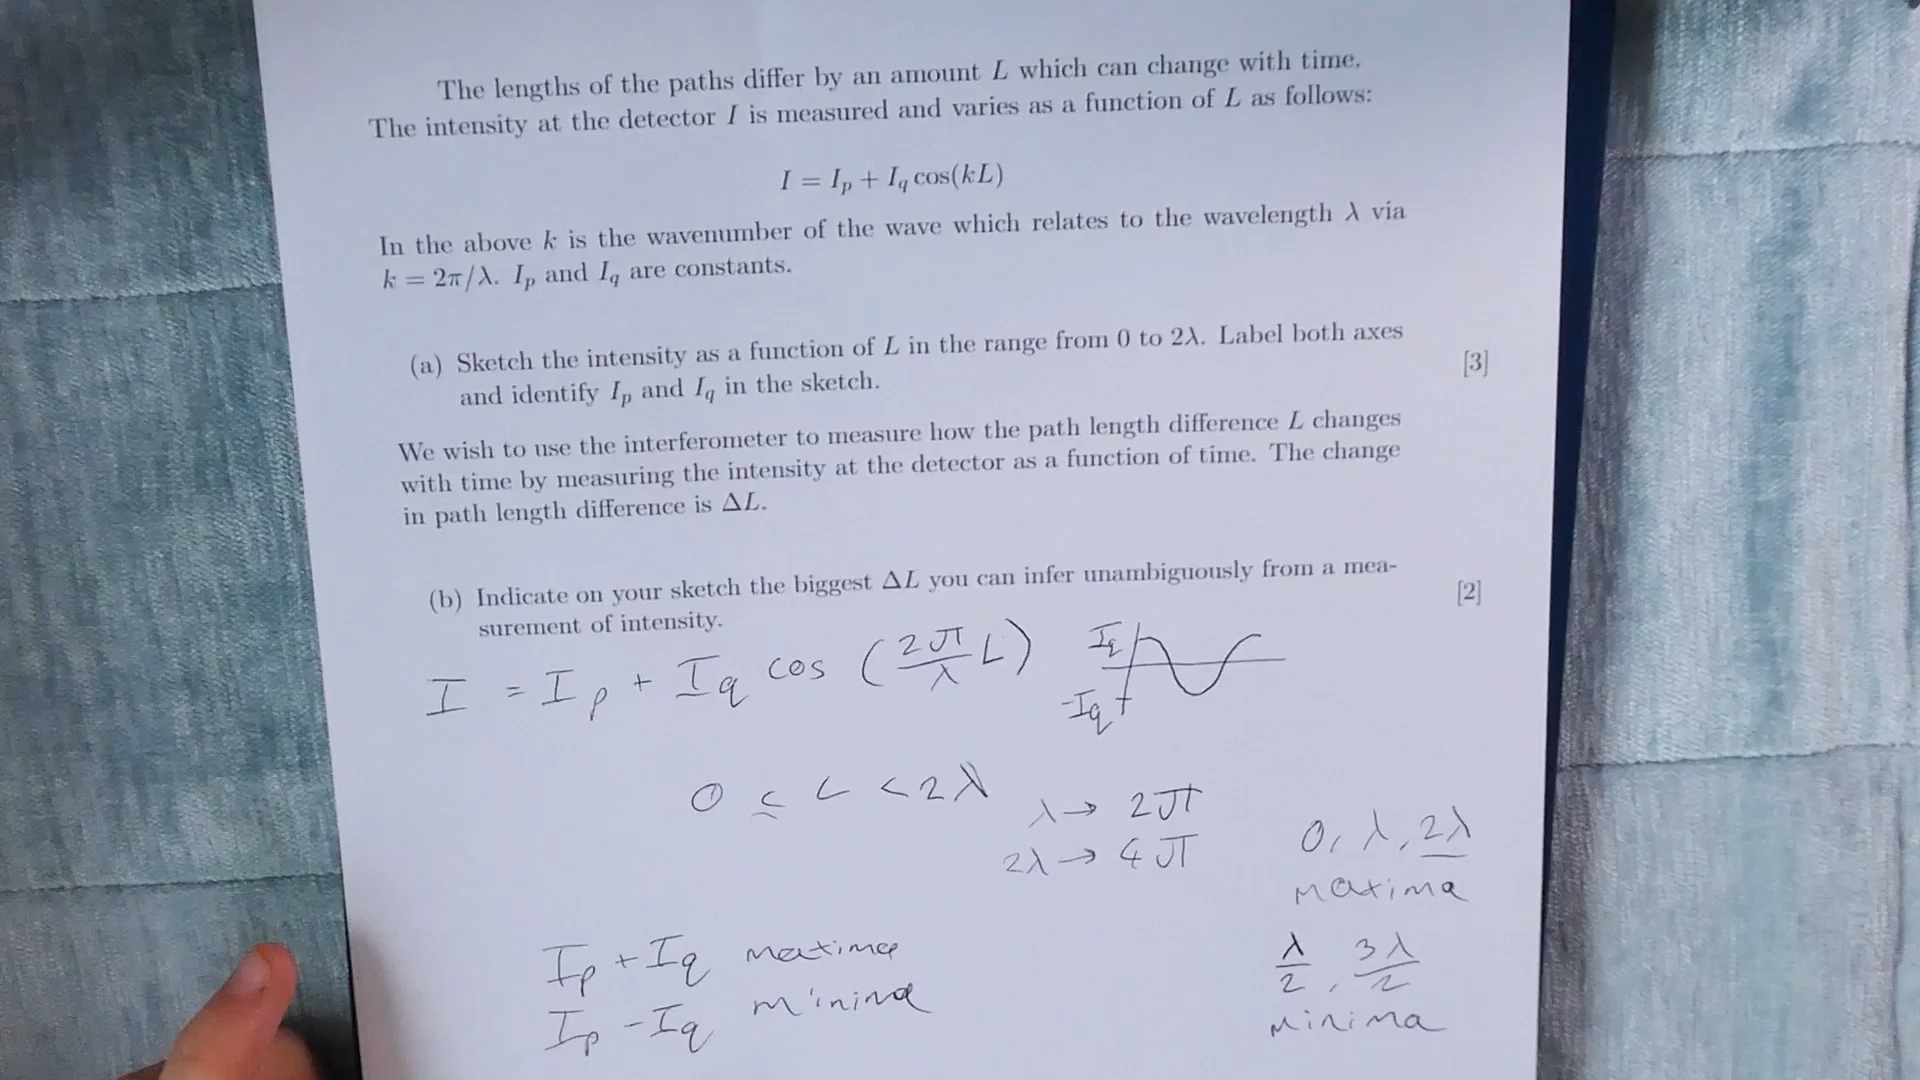 The lengths of the paths differ by an amount L which can change with time.
The intensity at the detector I is measured and varies as a function of L as follows:
I = Iₚ + I_q cos(kL)
In the above k is the wavenumber of the wave which relates to the wavelength λ via
k = 2π/λ. Iₚ and I_q are constants.
(a) Sketch the intensity as a function of L in the range from 0 to 2λ. Label both axes
and identify Iₚ and I_q in the sketch.
[3]
We wish to use the interferometer to measure how the path length difference L changes
with time by measuring the intensity at the detector as a function of time. The change
in path length difference is ΔL.
(b) Indicate on your sketch the biggest ΔL you can infer unambiguously from a mea-
surement of intensity.
[2]
I = Iₚ + I_q cos (2π/λ L)
I_q
-I_q
0 ≤ L < 2λ
λ → 2π
2λ → 4π
0, λ, 2λ
maxima
Iₚ + I_q maxima
Iₚ - I_q minima
λ/2, 3λ/2
minima